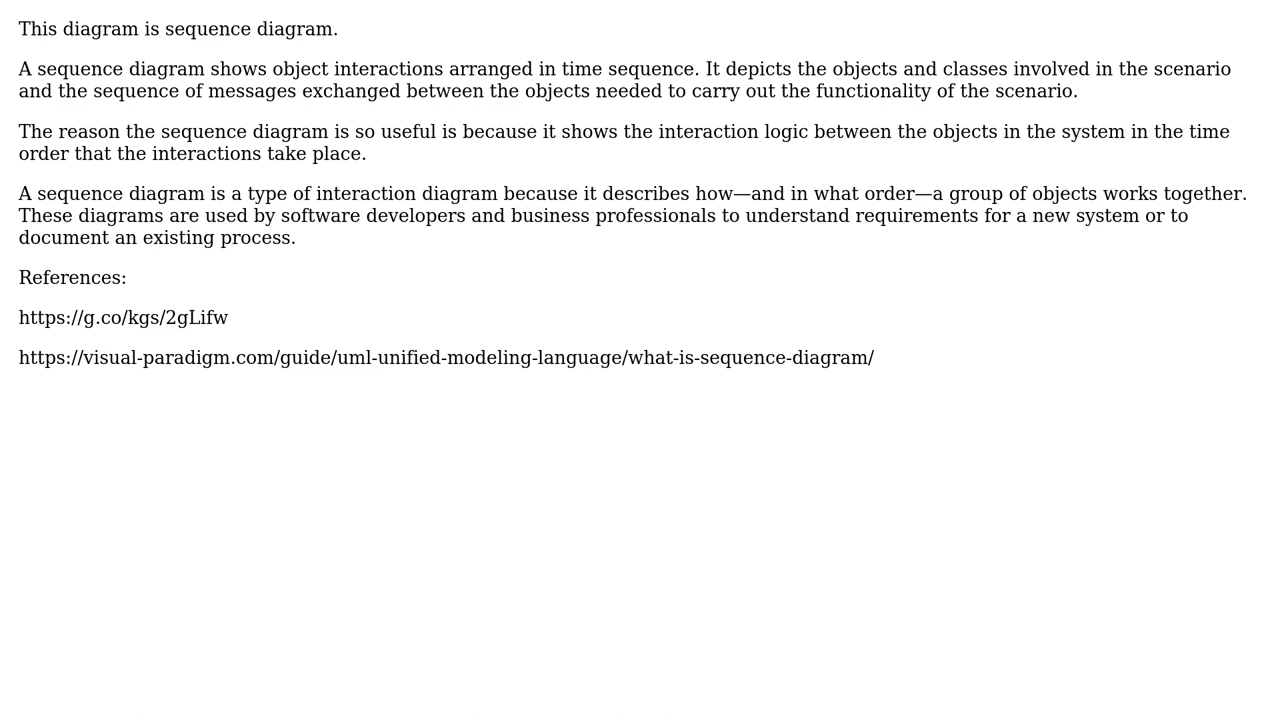 This diagram is sequence diagram.
A sequence diagram shows object interactions arranged in time sequence. It depicts the objects and classes involved in the scenario
and the sequence of messages exchanged between the objects needed to carry out the functionality of the scenario.
The reason the sequence diagram is so useful is because it shows the interaction logic between the objects in the system in the time
order that the interactions take place.
A sequence diagram is a type of interaction diagram because it describes how—and in what order—a group of objects works together.
These diagrams are used by software developers and business professionals to understand requirements for a new system or to
document an existing process.
References:
https://g.co/kgs/2gLifw
https://visual-paradigm.com/guide/uml-unified-modeling-language/what-is-sequence-diagram/